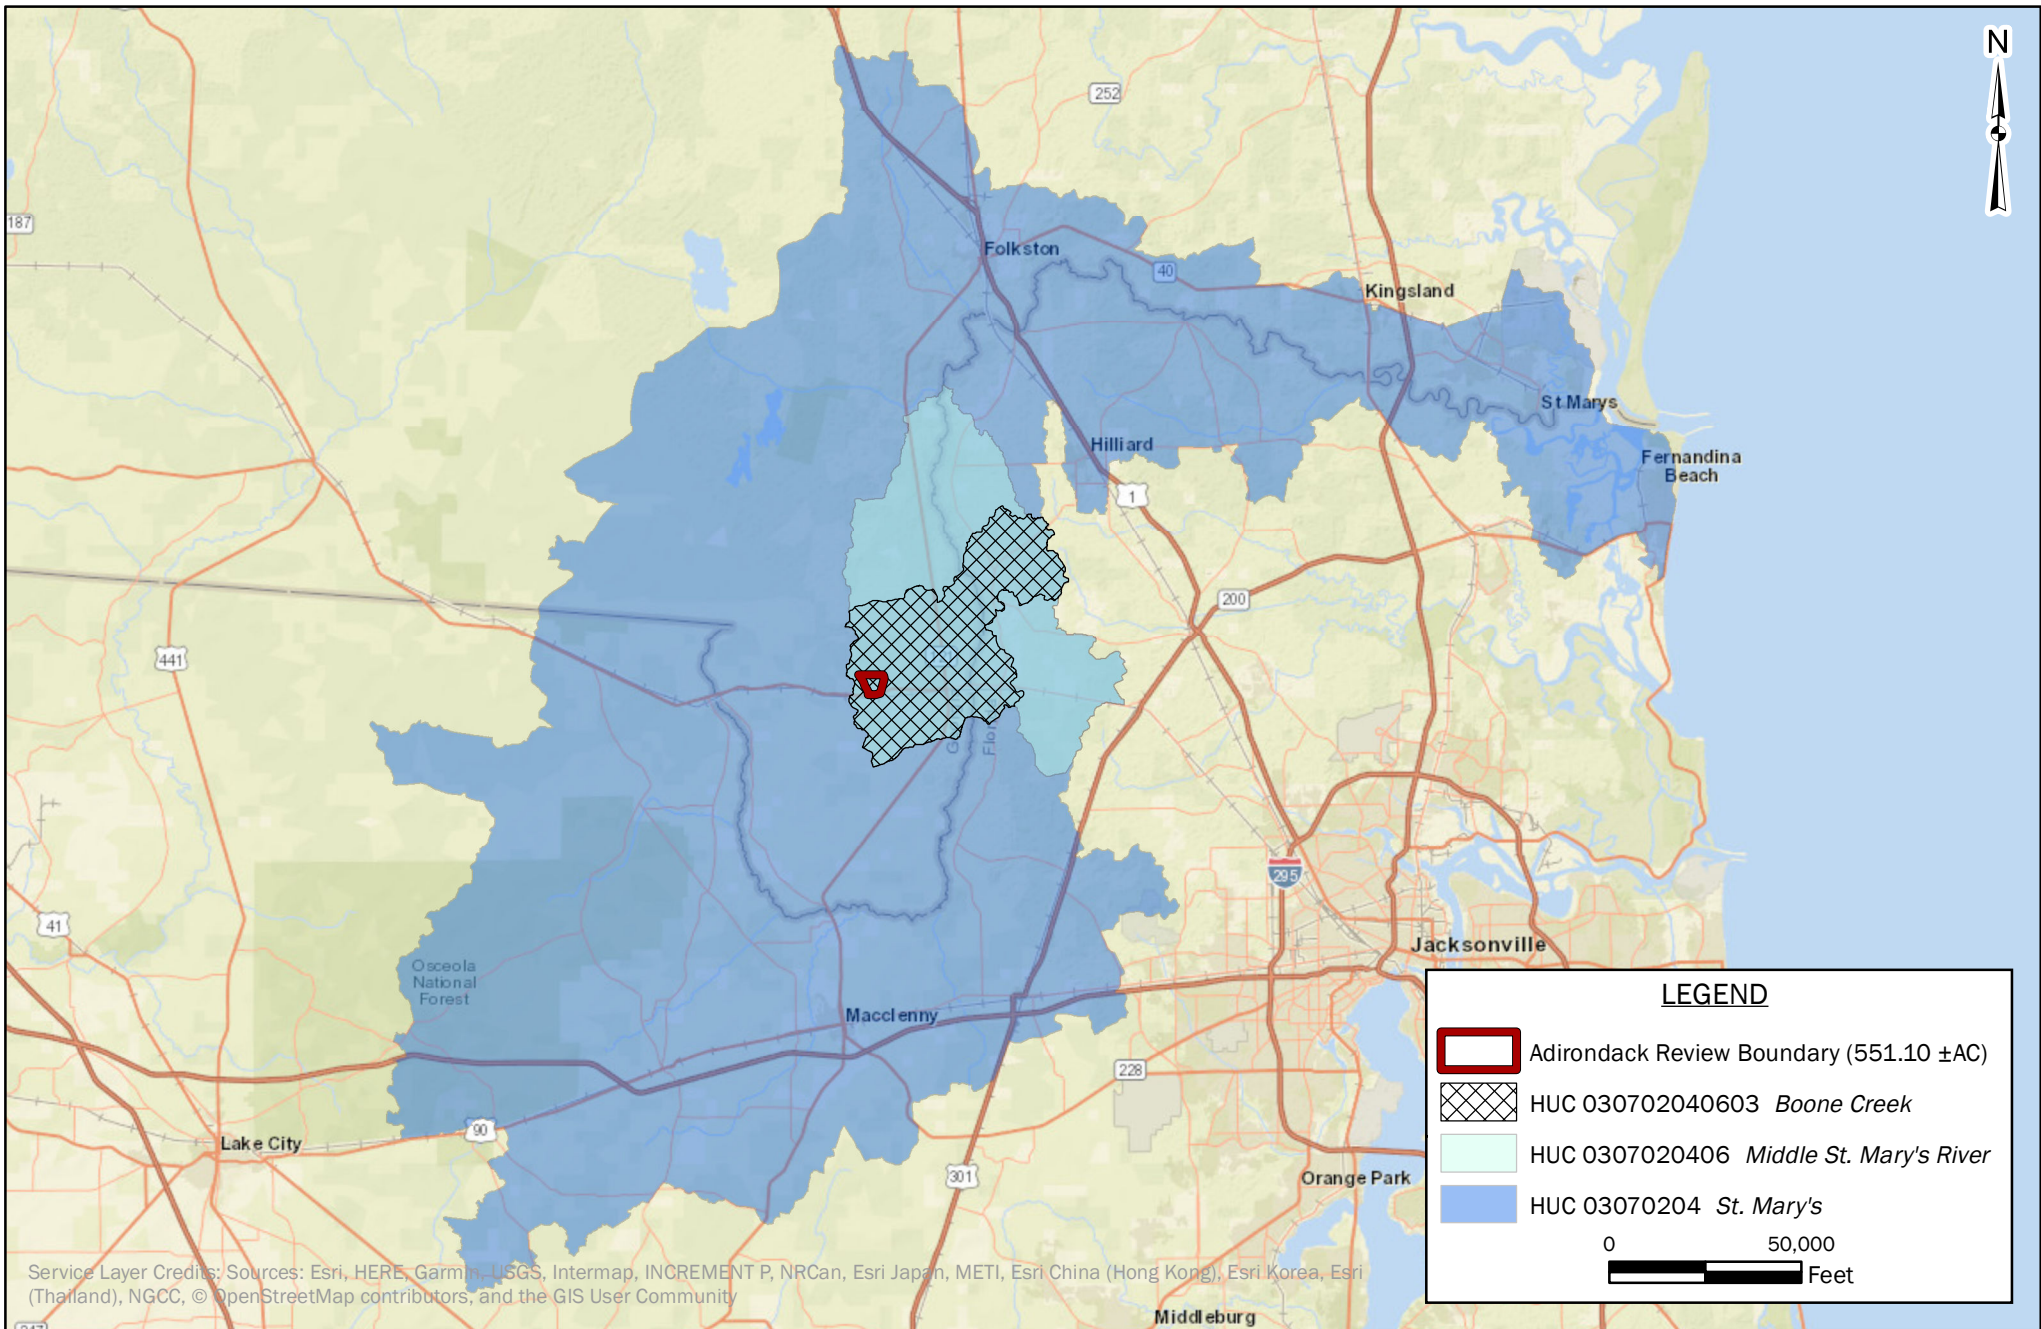 N
252
187
Folkston
40
Kingsland
St Marys
Hilliard
Fernandina
Beach
1
200
441
295
41
Jacksonville
Osceola
National
Forest
Macclenny
228
90
Lake City
301
Orange Park
Middleburg
LEGEND
Adirondack Review Boundary (551.10 ±AC)
HUC 030702040603 Boone Creek
HUC 0307020406 Middle St. Mary's River
HUC 03070204 St. Mary's
0 50,000
Feet
Service Layer Credits: Sources: Esri, HERE, Garmin, USGS, Intermap, INCREMENT P, NRCan, Esri Japan, METI, Esri China (Hong Kong), Esri Korea, Esri
(Thailand), NGCC, © OpenStreetMap contributors, and the GIS User Community